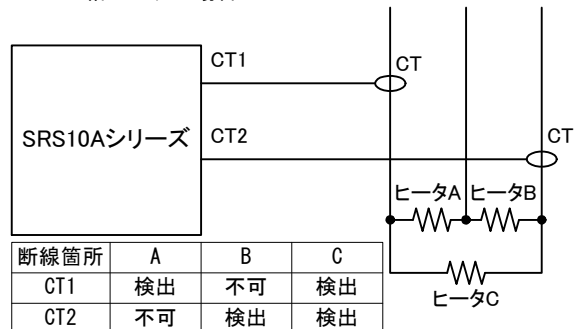 CT1
CT
SRS10Aシリーズ
CT2
CT
ヒータA
ヒータB
断線箇所 A B C
CT1 検出 不可 検出
ヒータC
CT2 不可 検出 検出